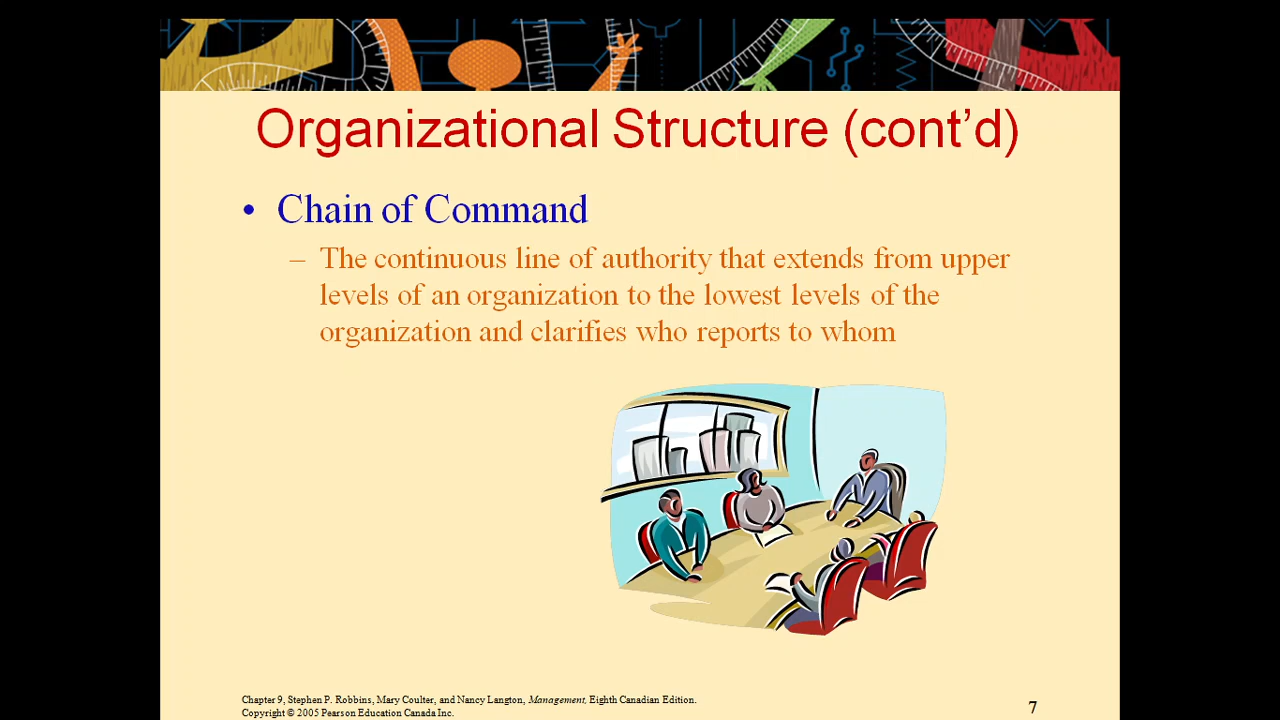 Organizational Structure (cont’d)
• Chain of Command
– The continuous line of authority that extends from upper
levels of an organization to the lowest levels of the
organization and clarifies who reports to whom
Chapter 9, Stephen P. Robbins, Mary Coulter, and Nancy Langton, Management, Eighth Canadian Edition.
Copyright © 2005 Pearson Education Canada Inc.
7